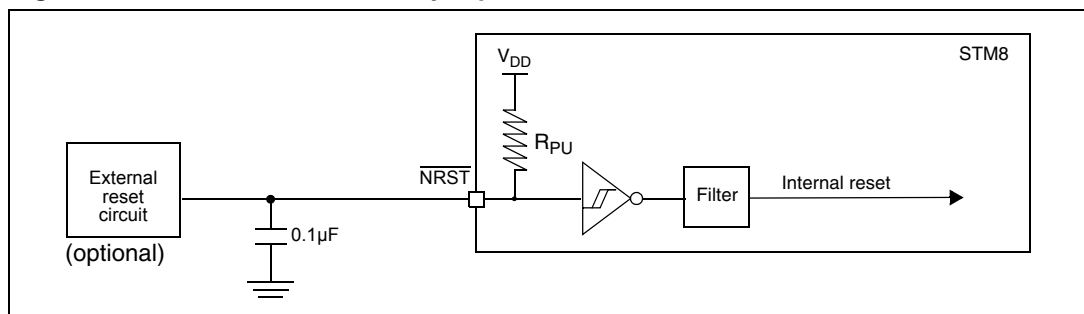 STM8
VDD
RPU
NRST
External
reset
circuit
(optional)
0.1µF
Filter
Internal reset